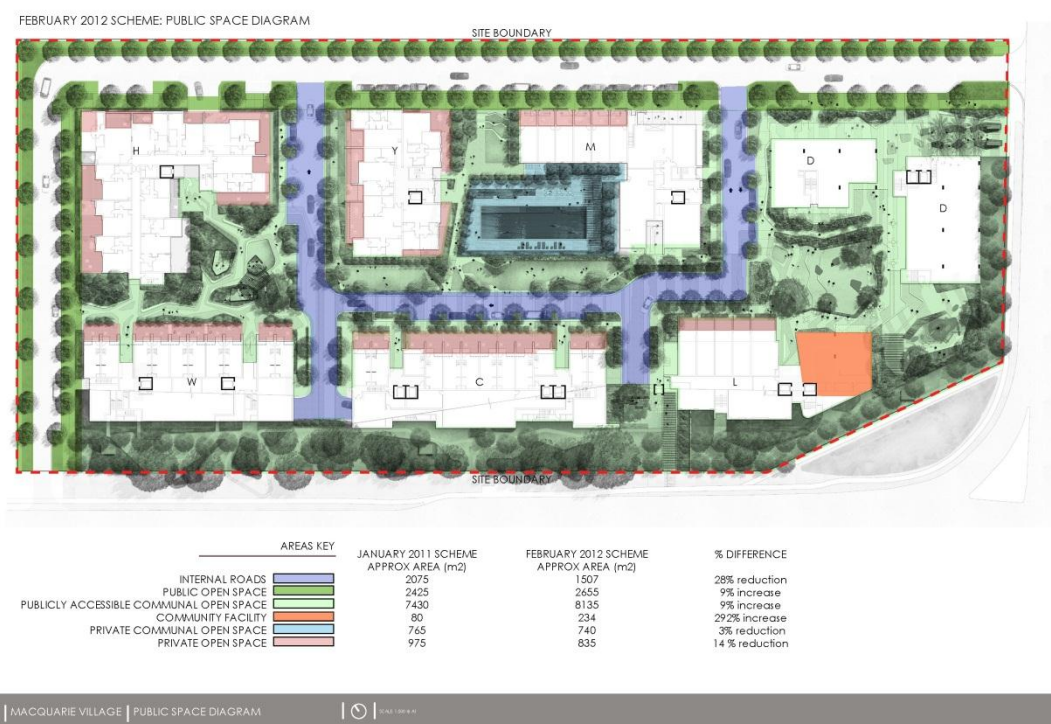 FEBRUARY 2012 SCHEME: PUBLIC SPACE DIAGRAM
SITE BOUNDARY
H
Y
M
D
D
W
C
L
SITE BOUNDARY
AREAS KEY
JANUARY 2011 SCHEME FEBRUARY 2012 SCHEME % DIFFERENCE
APPROX AREA (m2) APPROX AREA (m2)
INTERNAL ROADS 2075 1507 28% reduction
PUBLIC OPEN SPACE 2425 2655 9% increase
PUBLICLY ACCESSIBLE COMMUNAL OPEN SPACE 7430 8135 9% increase
COMMUNITY FACILITY 80 234 292% increase
PRIVATE COMMUNAL OPEN SPACE 765 740 3% reduction
PRIVATE OPEN SPACE 975 835 14 % reduction
MACQUARIE VILLAGE PUBLIC SPACE DIAGRAM